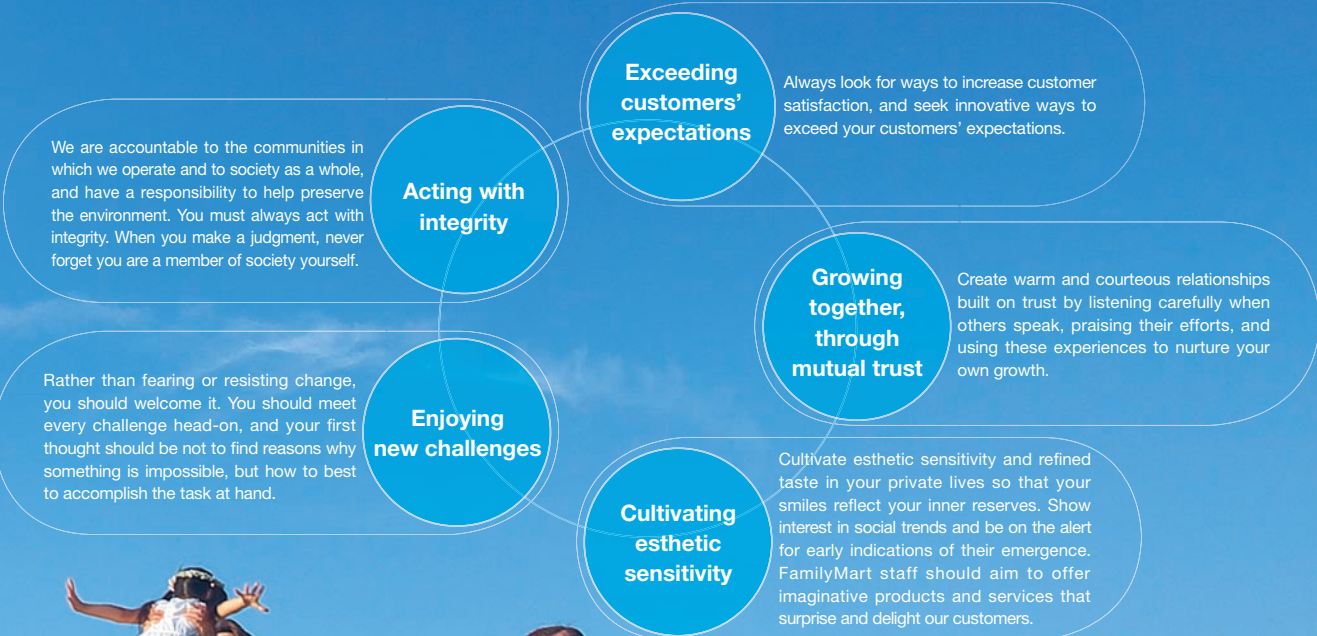 Exceeding
customers’
expectations
Always look for ways to increase customer
satisfaction, and seek innovative ways to
exceed your customers’ expectations.
We are accountable to the communities in
which we operate and to society as a whole,
and have a responsibility to help preserve
the environment. You must always act with
integrity. When you make a judgment, never
forget you are a member of society yourself.
Acting with
integrity
Growing
together,
through
mutual trust
Create warm and courteous relationships
built on trust by listening carefully when
others speak, praising their efforts, and
using these experiences to nurture your
own growth.
Rather than fearing or resisting change,
you should welcome it. You should meet
every challenge head-on, and your first
thought should be not to find reasons why
something is impossible, but how to best
to accomplish the task at hand.
Enjoying
new challenges
Cultivating
esthetic
sensitivity
Cultivate esthetic sensitivity and refined
taste in your private lives so that your
smiles reflect your inner reserves. Show
interest in social trends and be on the alert
for early indications of their emergence.
FamilyMart staff should aim to offer
imaginative products and services that
surprise and delight our customers.